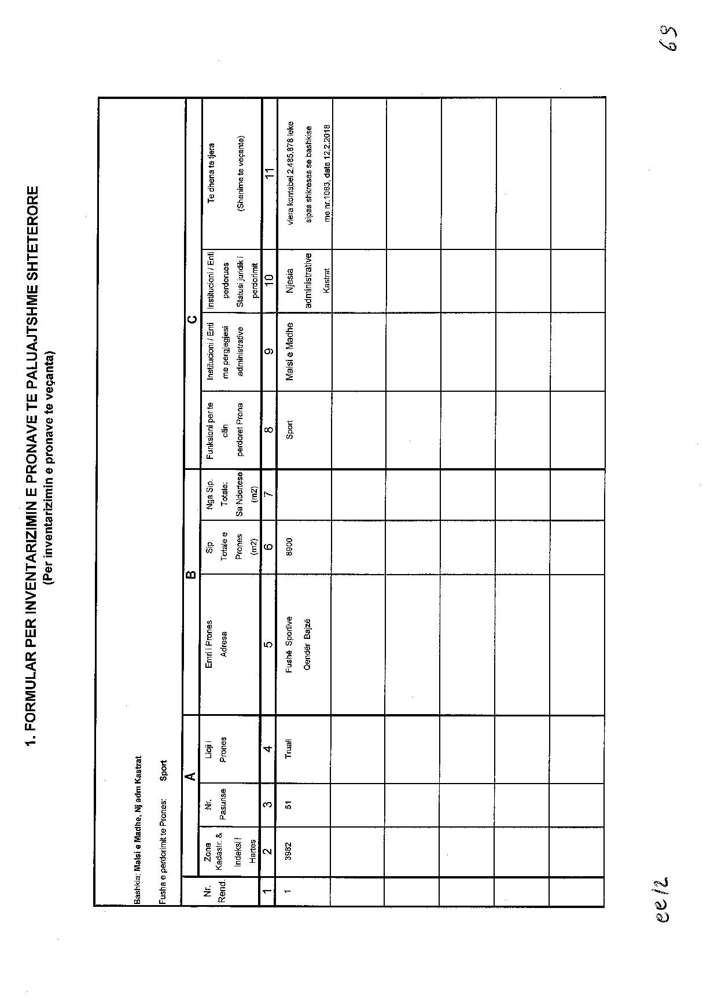 1. FORMULAR PER INVENTARIZIMIN E PRONAVE TE PALUAJTSHME SHTETERORE
(Per inventarizimin e pronave te veçanta)
Bashkia: Malsi e Madhe, Nj adm Kastrat
Fusha e perdorimit te Prones: Sport
A B C
Nr. Rend.
Zona Kadastr. & Indeksi i Hartes
Nr. Pasurise
Lloji i Prones
Emri i Prones Adresa
Sip. Totale e Prones (m2)
Nga Sip. Totale: Sa Ndertese (m2)
Funksioni per te cilin perdoret Prona
Institucioni / Enti me pergjegjesi administrative
Institucioni / Enti perdorues Statusi juridik i perdorimit
Te dhena te tjera (Shenime te veçanta)
1 2 3 4 5 6 7 8 9 10 11
1 3982 51 Truall Fushë Sportive 8900 Sport Malsi e Madhe Njesia vlera kontabel 2,485,878 leke
Qendër Bajzë administrative sipas shkreses se bashkise
Kastrat me nr.1083, date 12,2.2018
69